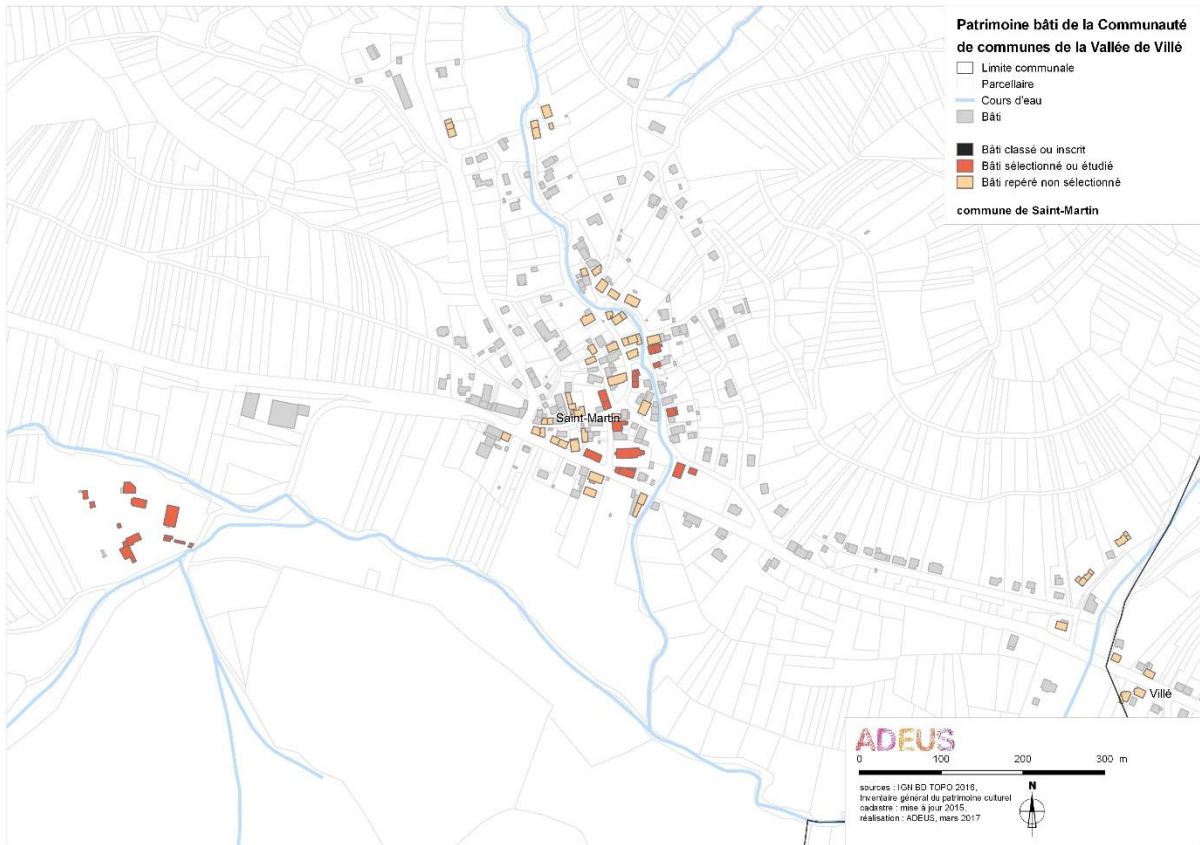 Patrimoine bâti de la Communauté
de communes de la Vallée de Villé
Limite communale
Parcellaire
Cours d'eau
Bâti
Bâti classé ou inscrit
Bâti sélectionné ou étudié
Bâti repéré non sélectionné
commune de Saint-Martin
Saint-Martin
Villé
ADEUS
0 100 200 300 m
sources : IGN BD TOPO 2016,
Inventaire général du patrimoine culturel
cadastre : mise à jour 2015,
réalisation : ADEUS, mars 2017
N